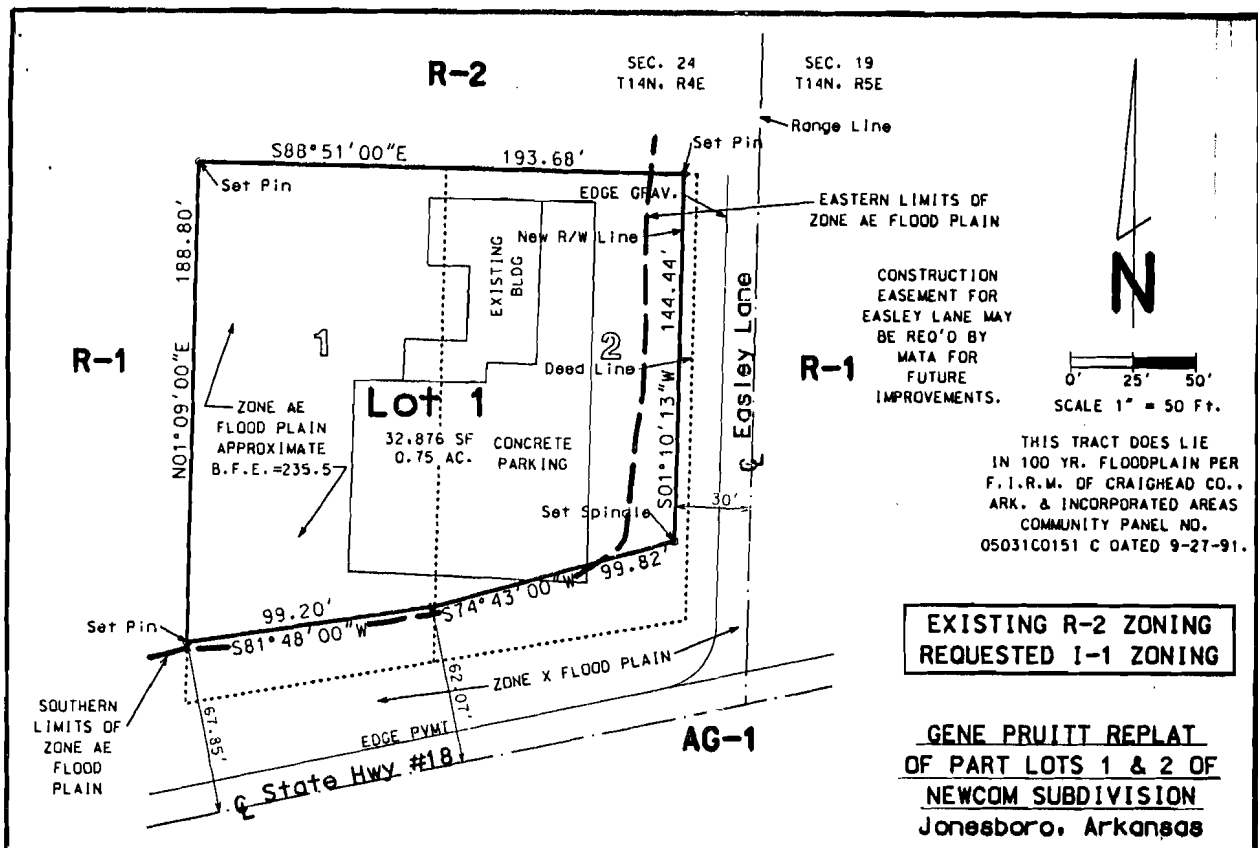 R-2
SEC. 24
T14N, R4E
SEC. 19
T14N, R5E
Range Line
S88°51'00"E 193.68'
Set Pin
Set Pin
EDGE GRAV.
EASTERN LIMITS OF
ZONE AE FLOOD PLAIN
New R/W Line
EXISTING
BLDG
188.80'
N01°09'00"E
144.44'
S01°10'13"W
Easley Lane
N
CONSTRUCTION
EASEMENT FOR
EASLEY LANE MAY
BE REQ'D BY
MATA FOR
FUTURE
IMPROVEMENTS.
R-1
1
2
Deed Line
R-1
0' 25' 50'
SCALE 1" = 50 Ft.
ZONE AE
FLOOD PLAIN
APPROXIMATE
B.F.E.=235.5
Lot 1
32,876 SF
0.75 AC.
CONCRETE
PARKING
THIS TRACT DOES LIE
IN 100 YR. FLOODPLAIN PER
F.I.R.M. OF CRAIGHEAD CO.,
ARK. & INCORPORATED AREAS
COMMUNITY PANEL NO.
05031C0151 C DATED 9-27-91.
Set Spindle
30'
99.82'
S74°43'00"W
99.20'
S81°48'00"W
Set Pin
EXISTING R-2 ZONING
REQUESTED I-1 ZONING
ZONE X FLOOD PLAIN
SOUTHERN
LIMITS OF
ZONE AE
FLOOD
PLAIN
67.85'
62.07'
EDGE PVMT
℄ State Hwy #18
AG-1
GENE PRUITT REPLAT
OF PART LOTS 1 & 2 OF
NEWCOM SUBDIVISION
Jonesboro, Arkansas